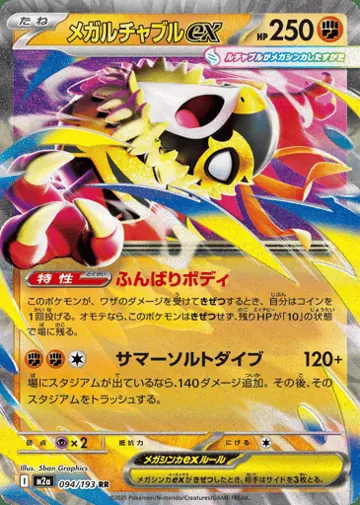 たね メガルチャブルex HP250
ルチャブルがメガシンカしたすがた
特性 とくせい ふんばりボディ
このポケモンが、ワザのダメージを受けてきぜつするとき、自分はコインを
1回投げる。オモテなら、このポケモンはきぜつせず、残りHPが「10」の状態
で場に残る。
サマーソルトダイブ 120+
場にスタジアムが出ているなら、140ダメージ追加。その後、その
スタジアムをトラッシュする。
弱点 ×2 抵抗力 にげる
メガシンカexルール
メガシンカexがきぜつしたとき、相手はサイドを3枚とる。
Illus. 5ban Graphics
I M2a 094/193 RR
©2025 Pokémon/Nintendo/Creatures/GAME FREAK.